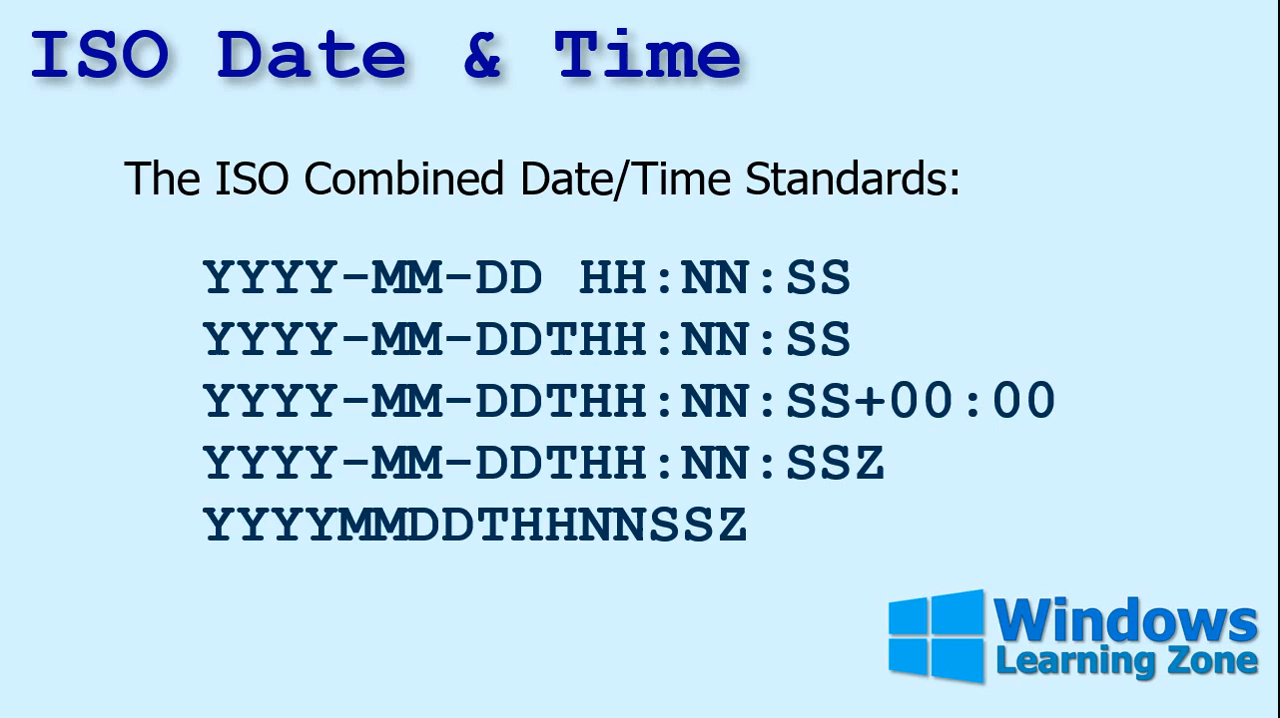 ISO Date & Time
The ISO Combined Date/Time Standards:
YYYY-MM-DD HH:NN:SS
YYYY-MM-DDTHH:NN:SS
YYYY-MM-DDTHH:NN:SS+00:00
YYYY-MM-DDTHH:NN:SSZ
YYYYMMDDTHHNNSSZ
Windows
Learning Zone